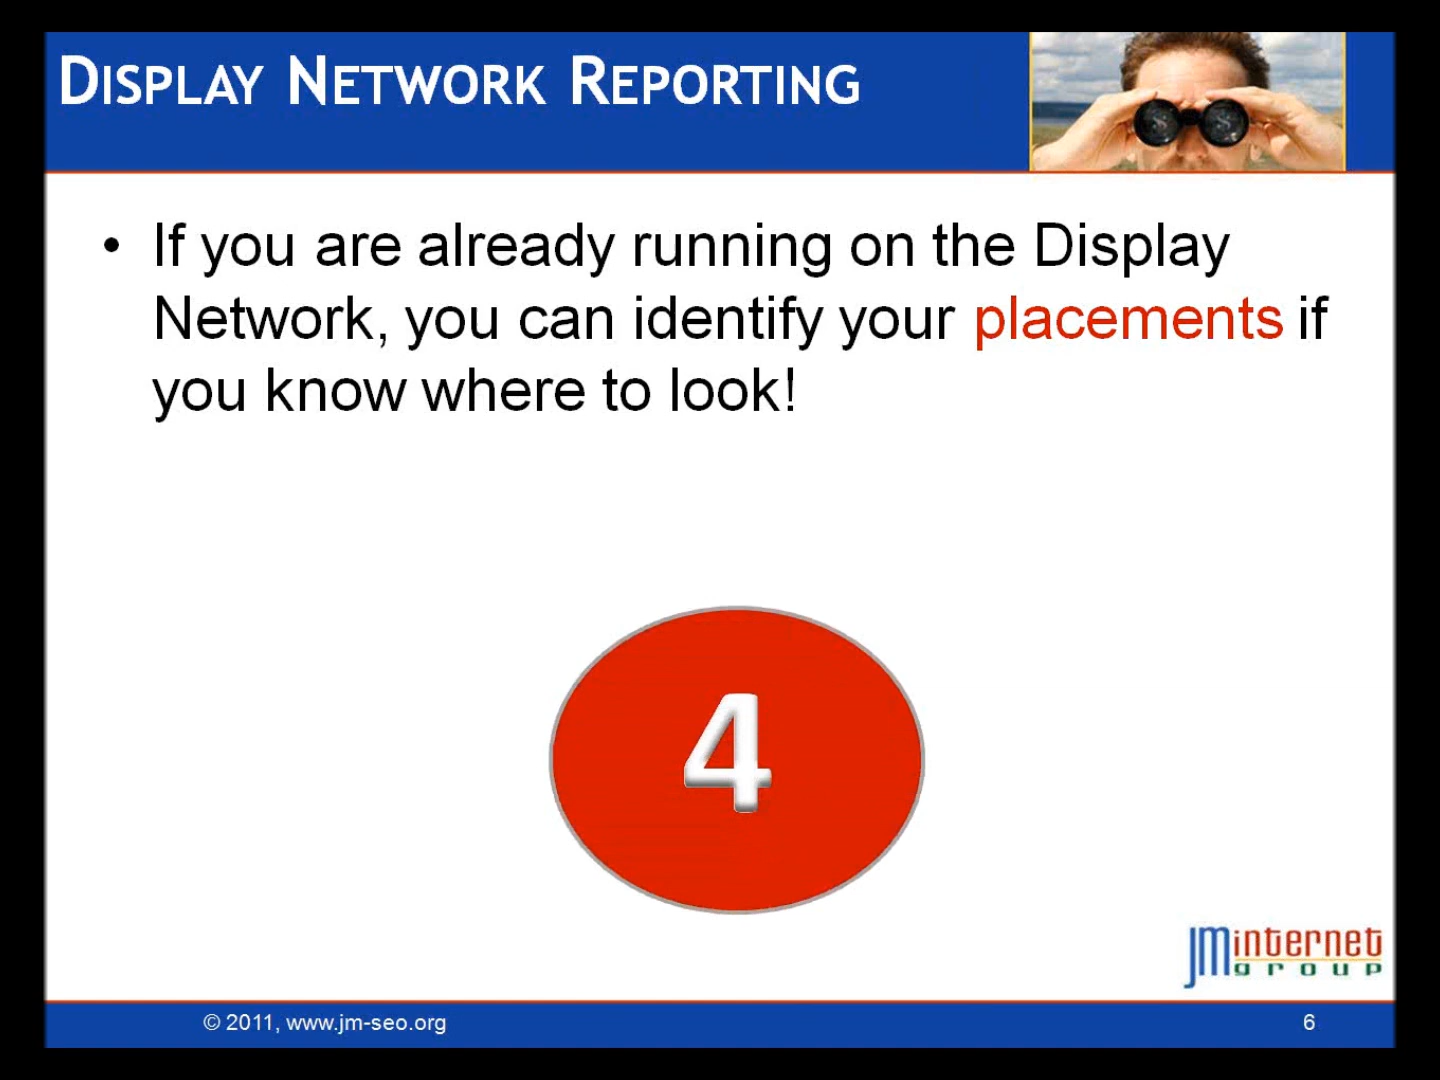 DISPLAY NETWORK REPORTING
• If you are already running on the Display
Network, you can identify your placements if
you know where to look!
4
JMinternet
group
© 2011, www.jm-seo.org
6